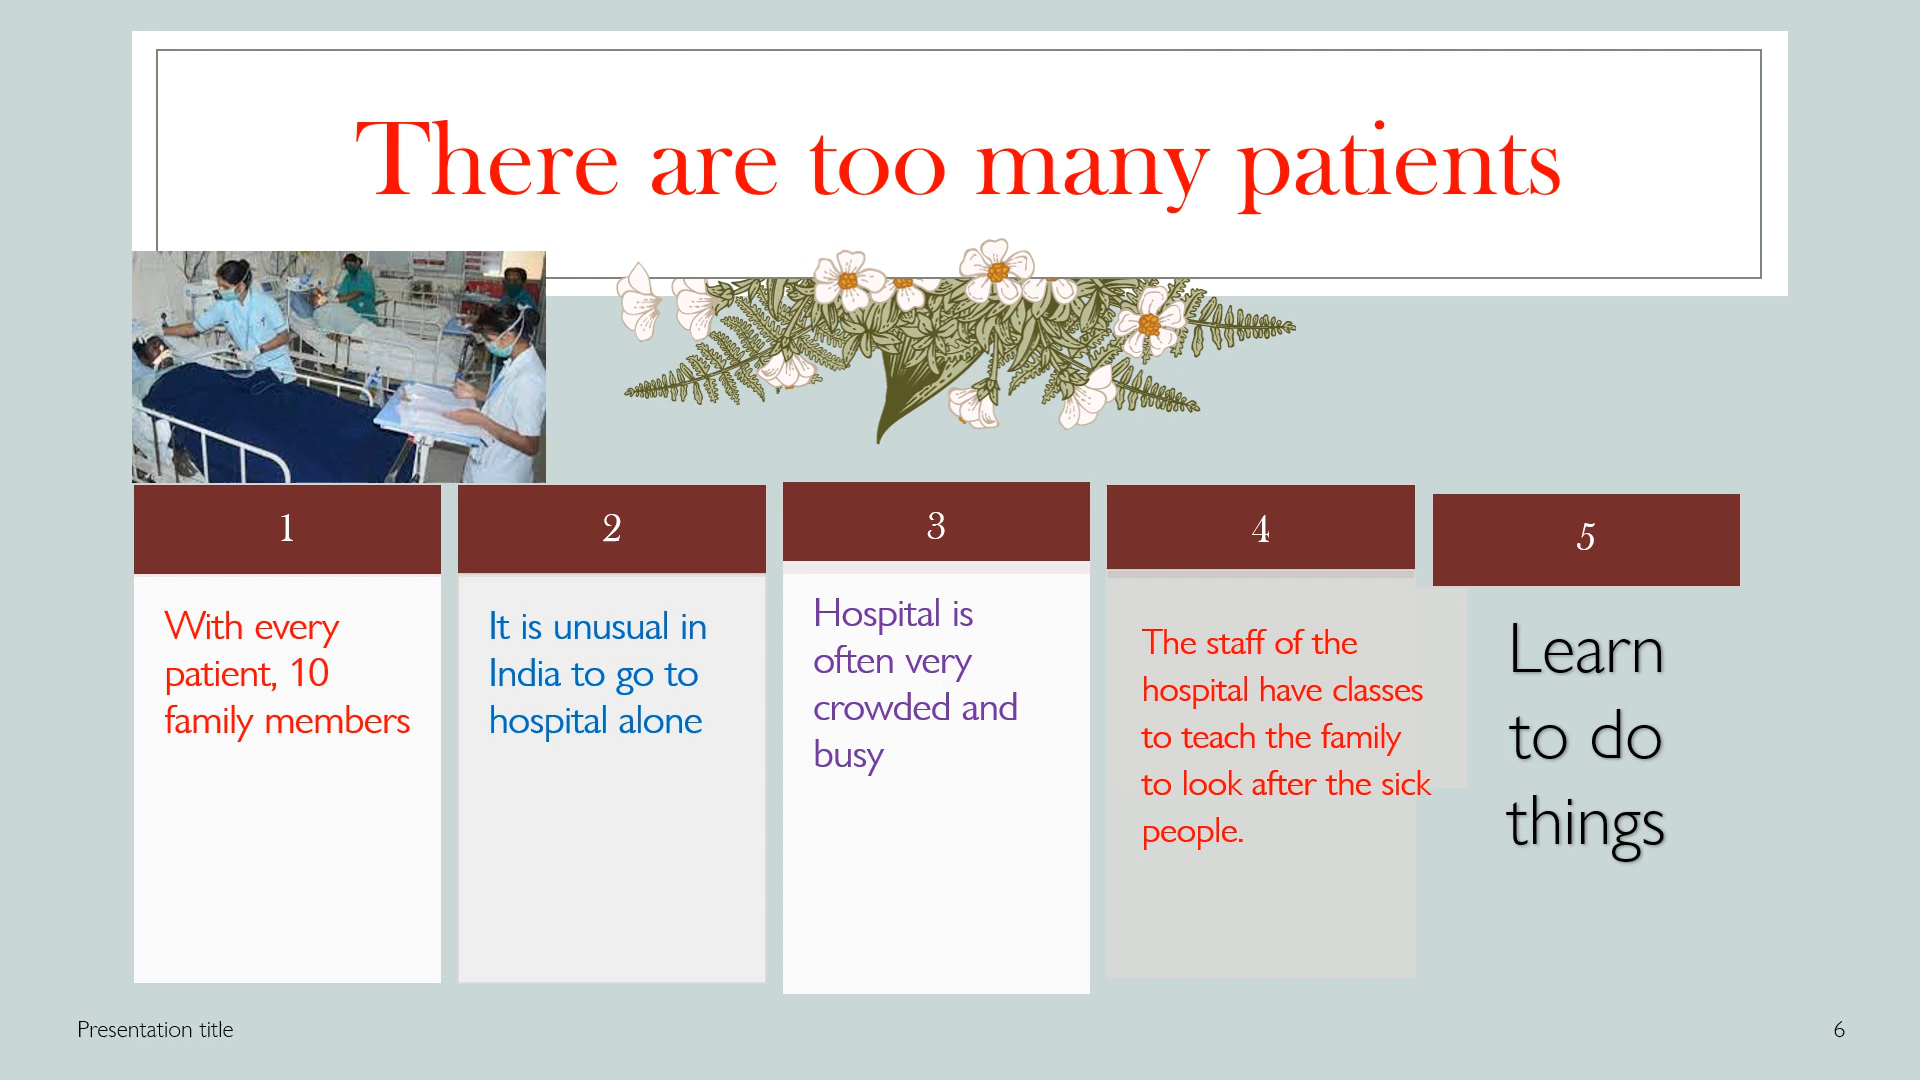 There are too many patients
1
With every
patient, 10
family members
2
It is unusual in
India to go to
hospital alone
3
Hospital is
often very
crowded and
busy
4
The staff of the
hospital have classes
to teach the family
to look after the sick
people.
5
Learn
to do
things
Presentation title
6